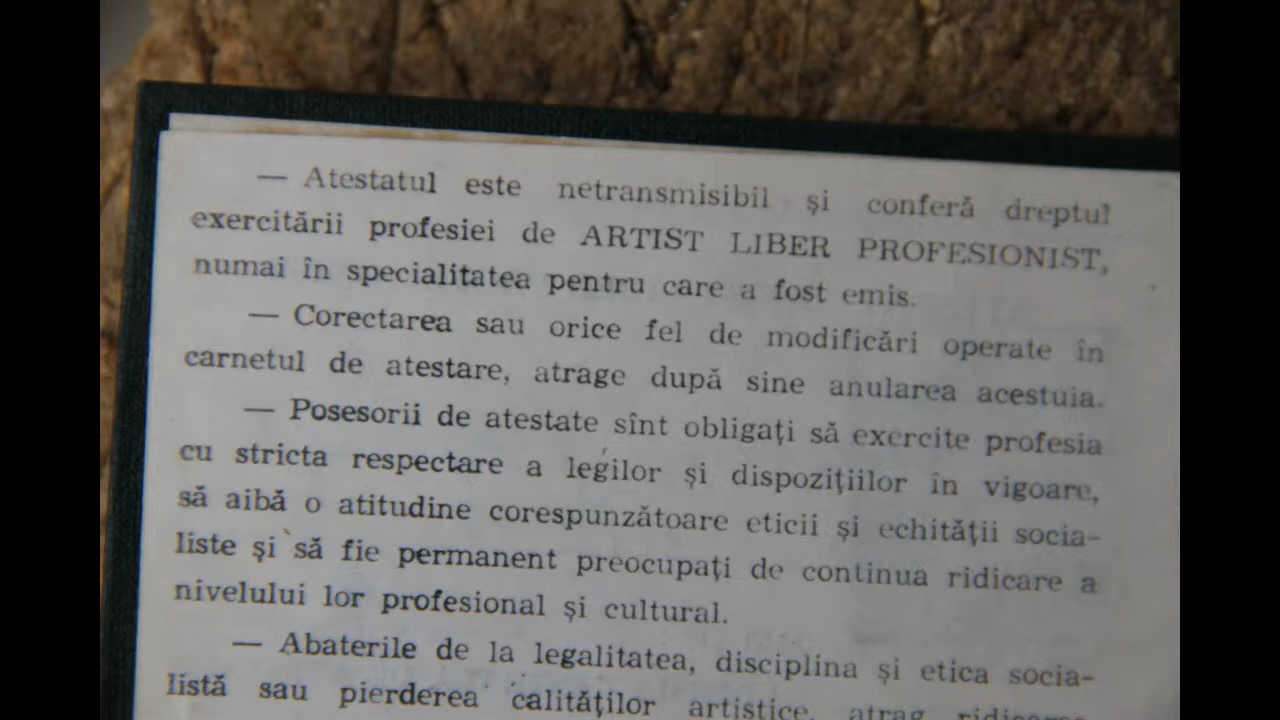 — Atestatul este netransmisibil şi conferă dreptul
exercitării profesiei de ARTIST LIBER PROFESIONIST,
numai în specialitatea pentru care a fost emis.
— Corectarea sau orice fel de modificări operate în
carnetul de atestare, atrage după sine anularea acestuia.
— Posesorii de atestate sînt obligaţi să exercite profesia
cu stricta respectare a legilor şi dispoziţiilor în vigoare,
să aibă o atitudine corespunzătoare eticii şi echităţii socia-
liste şi să fie permanent preocupaţi de continua ridicare a
nivelului lor profesional şi cultural.
— Abaterile de la legalitatea, disciplina şi etica socia-
listă sau pierderea calităţilor artistice, atrag ridicarea